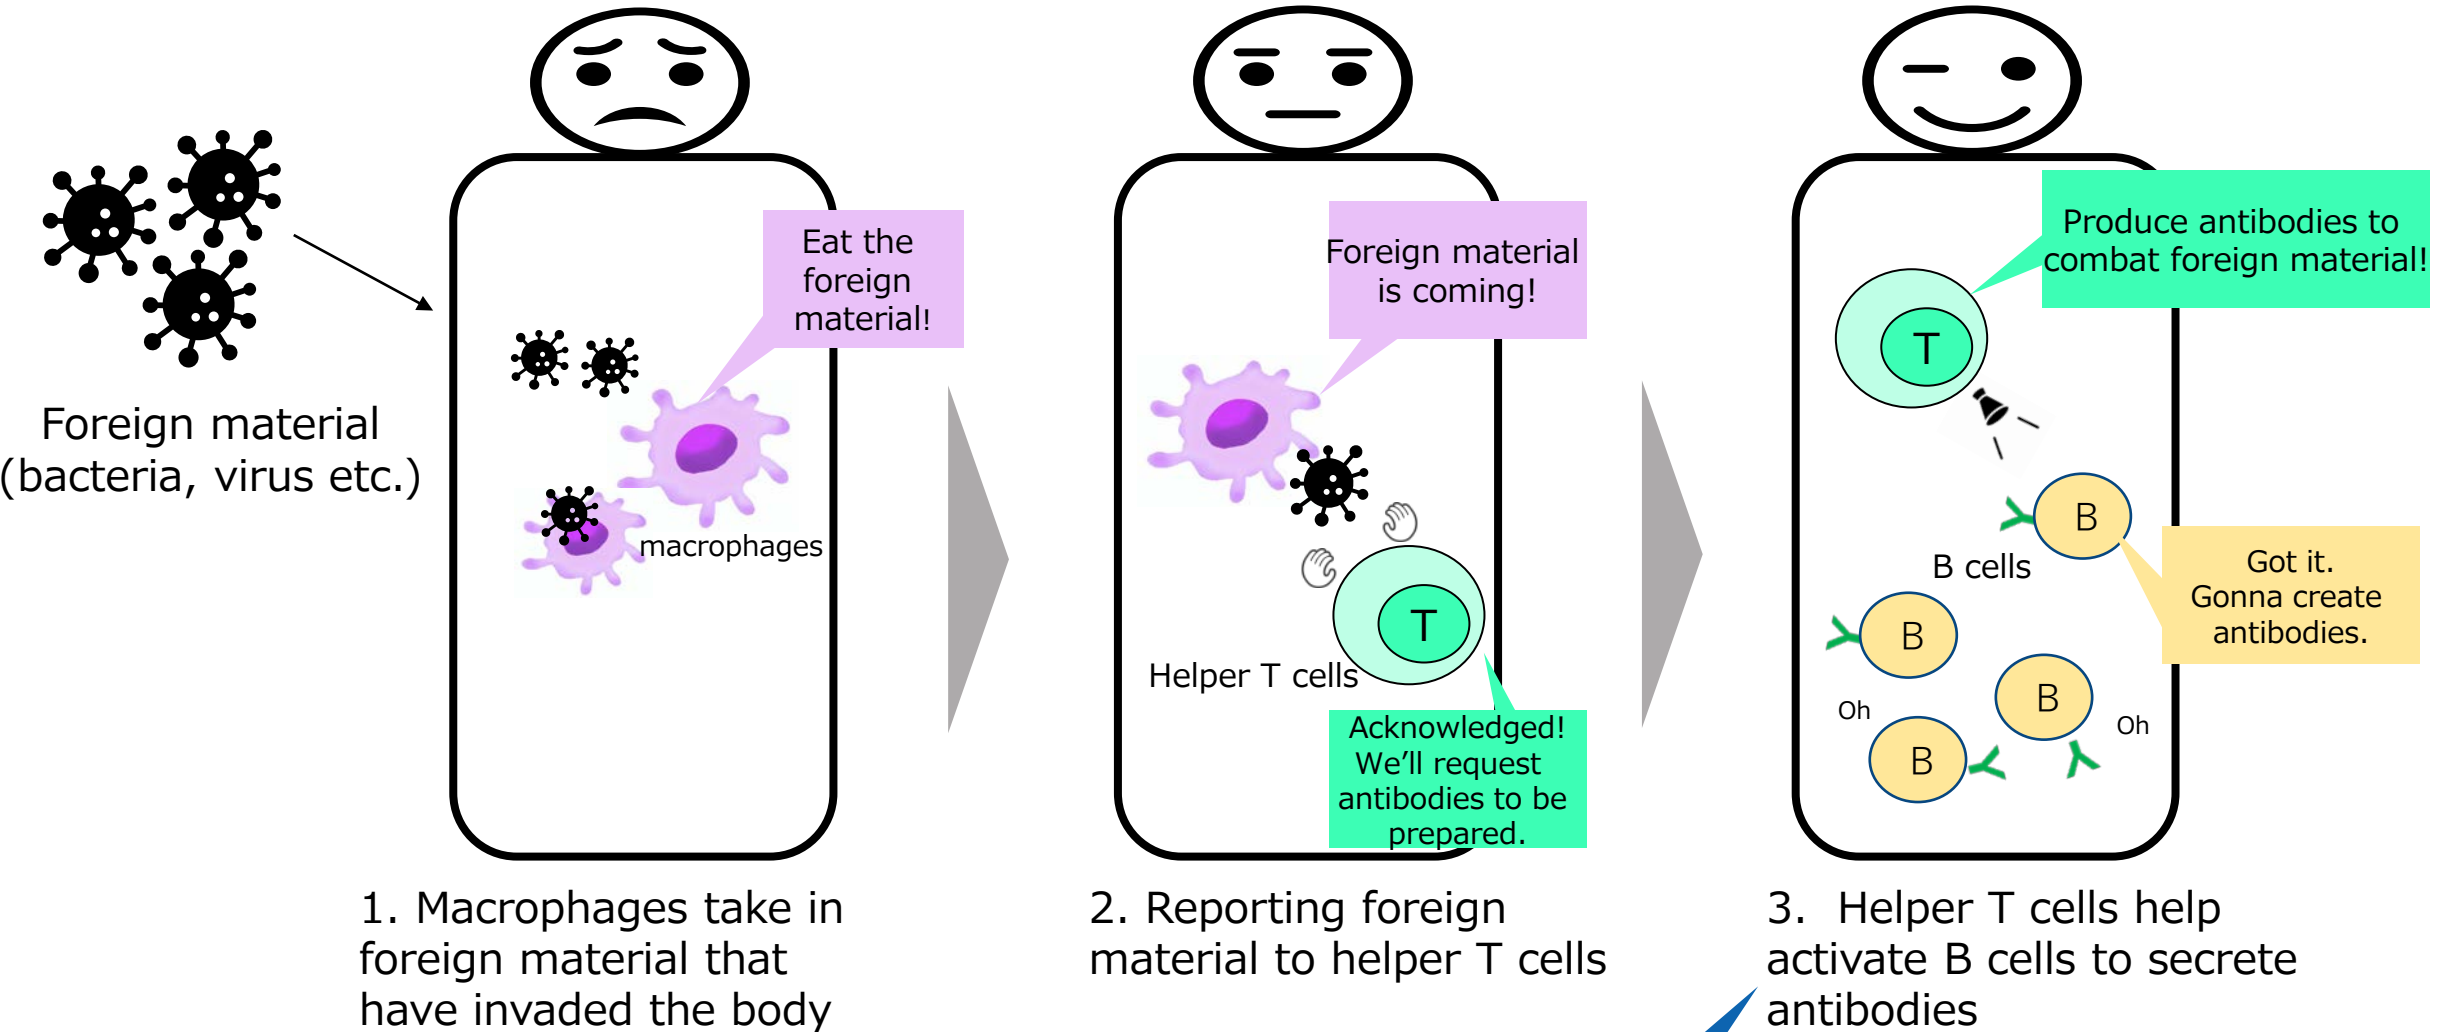 Foreign material
(bacteria, virus etc.)
Eat the
foreign
material!
macrophages
1. Macrophages take in
foreign material that
have invaded the body
Foreign material
is coming!
T
Helper T cells
Acknowledged!
We’ll request
antibodies to be
prepared.
2. Reporting foreign
material to helper T cells
Produce antibodies to
combat foreign material!
T
B
B cells
Got it.
Gonna create
antibodies.
B
B
Oh
Oh
B
3. Helper T cells help
activate B cells to secrete
antibodies